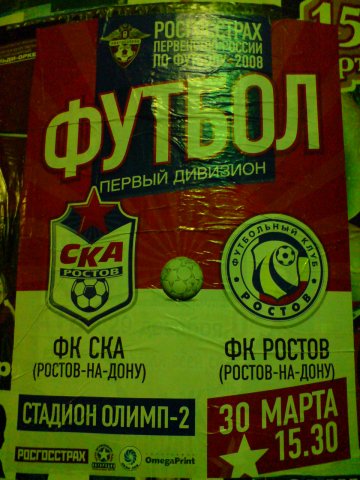 РОСГОССТРАХ
ПЕРВЕНСТВО РОССИИ
ПО ФУТБОЛУ-2008
ФУТБОЛ
ПЕРВЫЙ ДИВИЗИОН
СКА
РОСТОВ
ФУТБОЛЬНЫЙ КЛУБ
РОСТОВ
ФК СКА
(РОСТОВ-НА-ДОНУ)
ФК РОСТОВ
(РОСТОВ-НА-ДОНУ)
СТАДИОН ОЛИМП-2
30 МАРТА
15.30
РОСГОССТРАХ
OmegaPrint
15